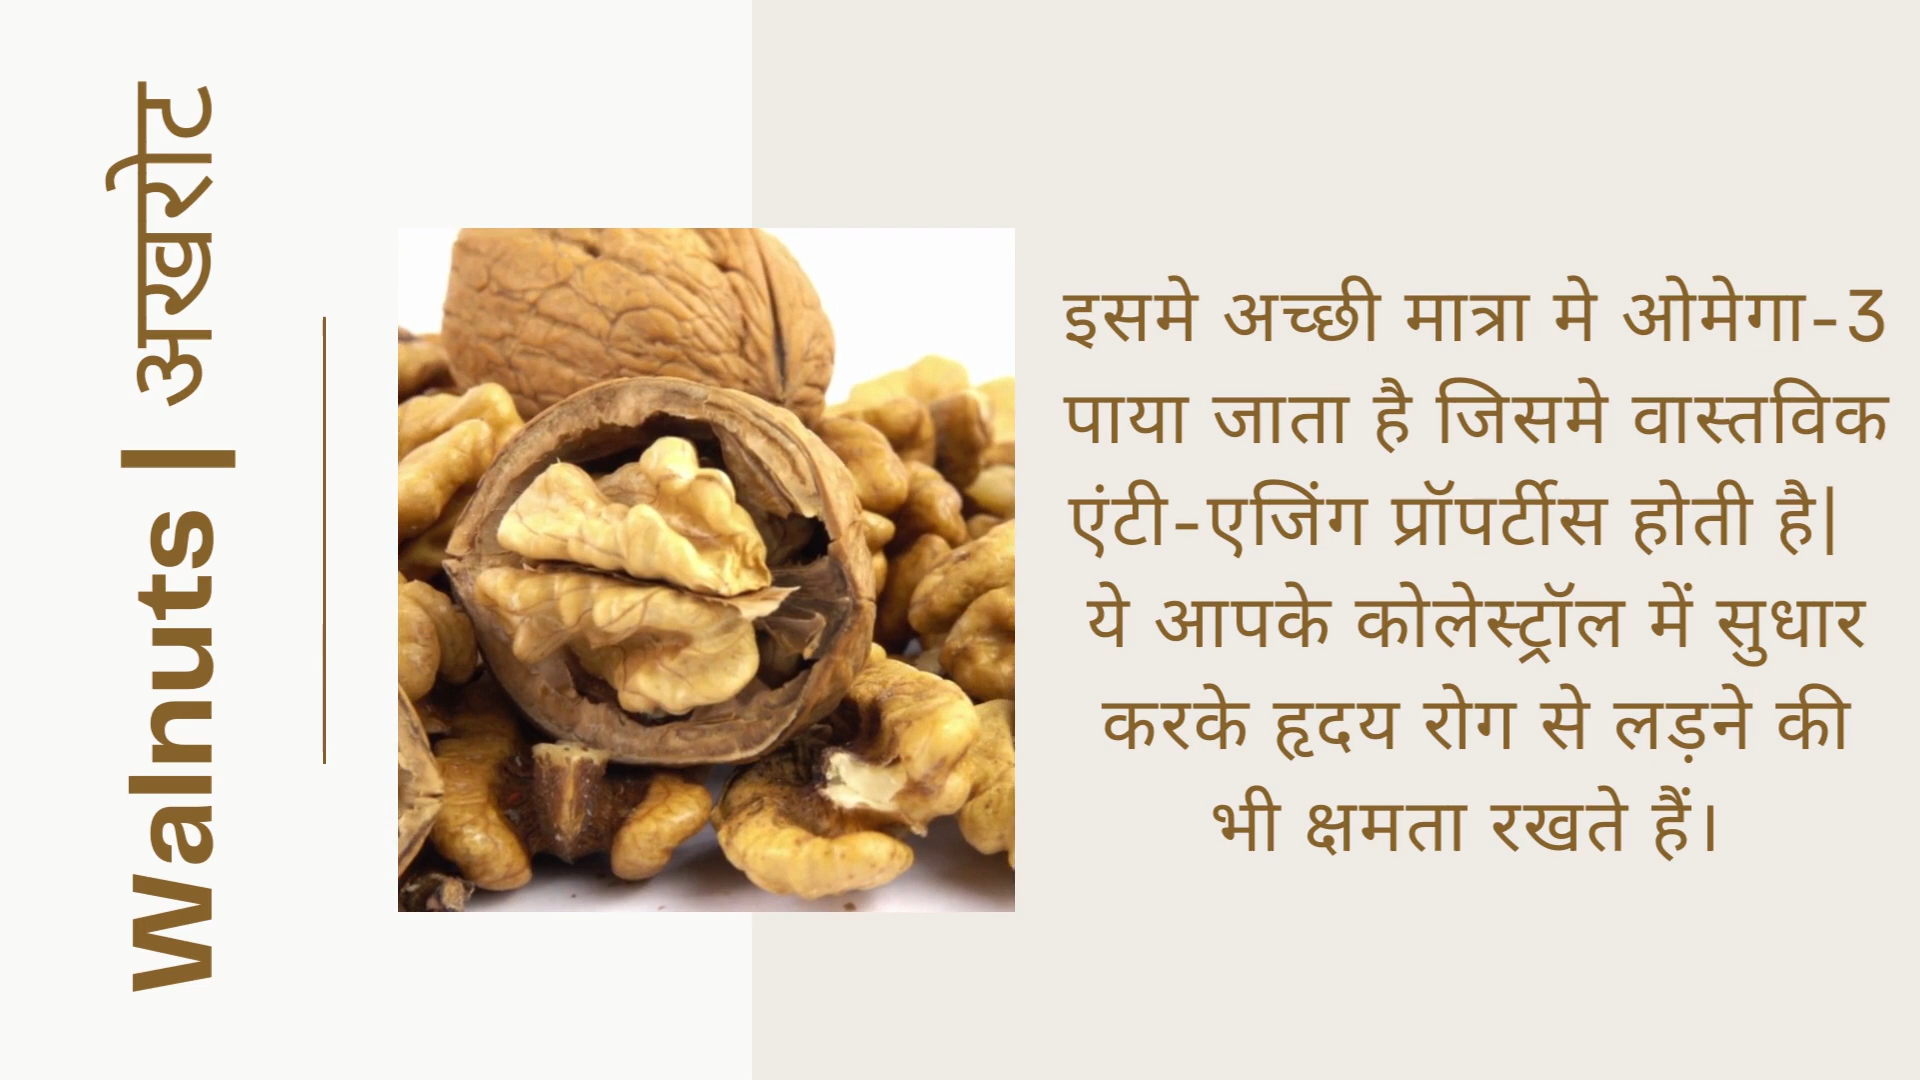 Walnuts | अखरोट
इसमे अच्छी मात्रा मे ओमेगा-3
पाया जाता है जिसमे वास्तविक
एंटी-एजिंग प्रॉपर्टीस होती है|
ये आपके कोलेस्ट्रॉल में सुधार
करके हृदय रोग से लड़ने की
भी क्षमता रखते हैं।